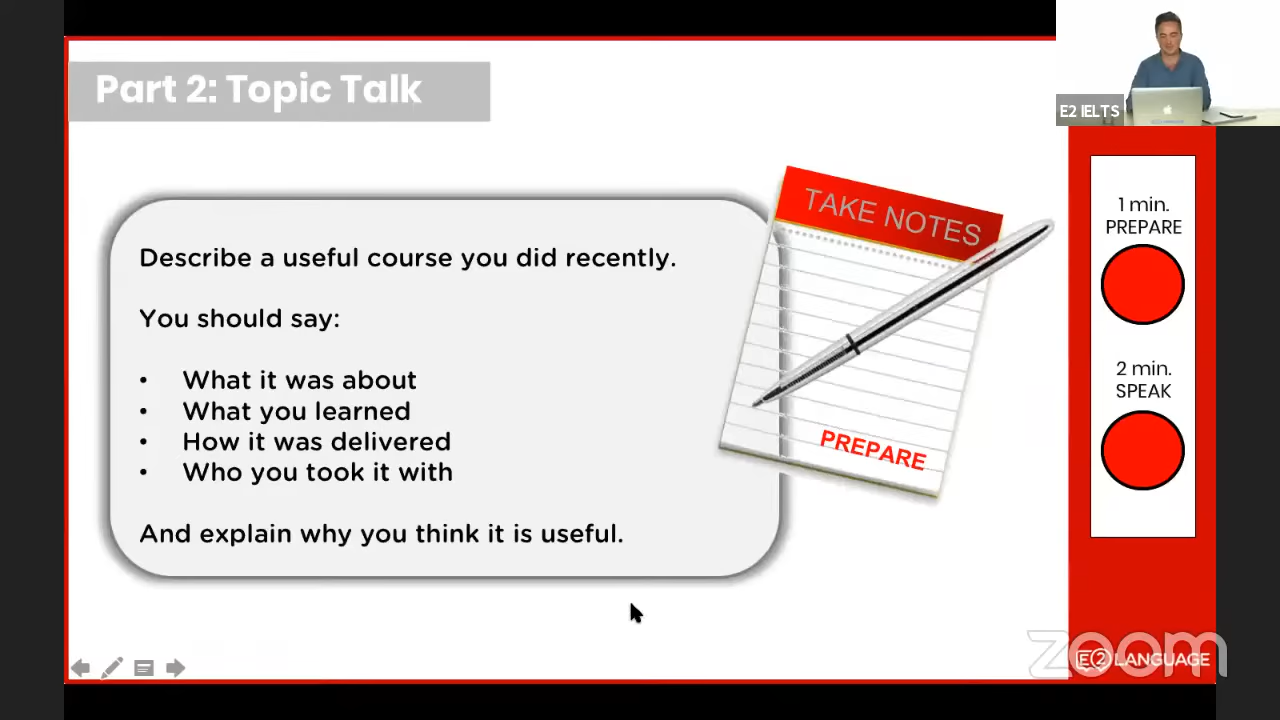 Part 2: Topic Talk
E2 IELTS
Describe a useful course you did recently.
You should say:
• What it was about
• What you learned
• How it was delivered
• Who you took it with
And explain why you think it is useful.
TAKE NOTES
PREPARE
1 min.
PREPARE
2 min.
SPEAK
zoom
E2 LANGUAGE